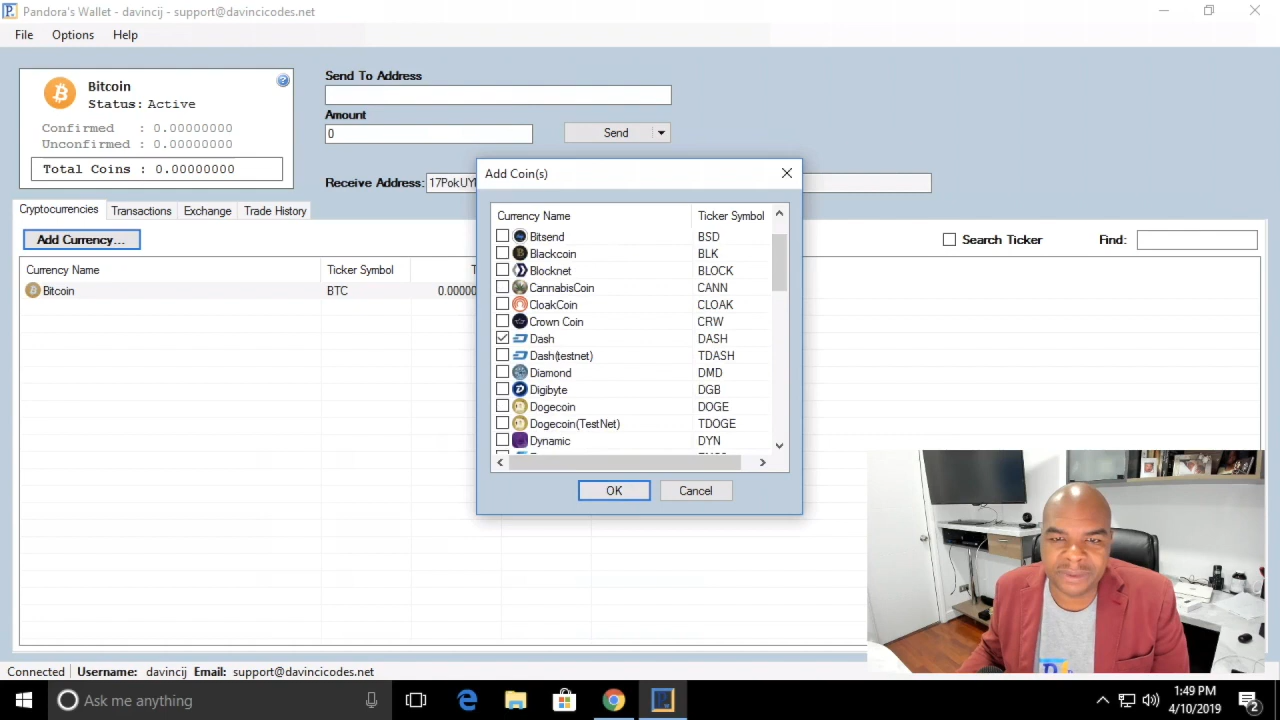 Pandora's Wallet - davincij - support@davincicodes.net
File Options Help
Bitcoin
Status: Active
Confirmed : 0.00000000
Unconfirmed : 0.00000000
Total Coins : 0.00000000
Send To Address
Amount
0
Send
Receive Address:
Cryptocurrencies Transactions Exchange Trade History
Add Currency...
Search Ticker Find:
Currency Name Ticker Symbol
Bitcoin BTC
Add Coin(s)
Currency Name Ticker Symbol
Bitsend BSD
Blackcoin BLK
Blocknet BLOCK
CannabisCoin CANN
CloakCoin CLOAK
Crown Coin CRW
Dash DASH
Dash(testnet) TDASH
Diamond DMD
Digibyte DGB
Dogecoin DOGE
Dogecoin(TestNet) TDOGE
Dynamic DYN
OK Cancel
Connected Username: davincij Email: support@davincicodes.net
Ask me anything
1:49 PM
4/10/2019
2